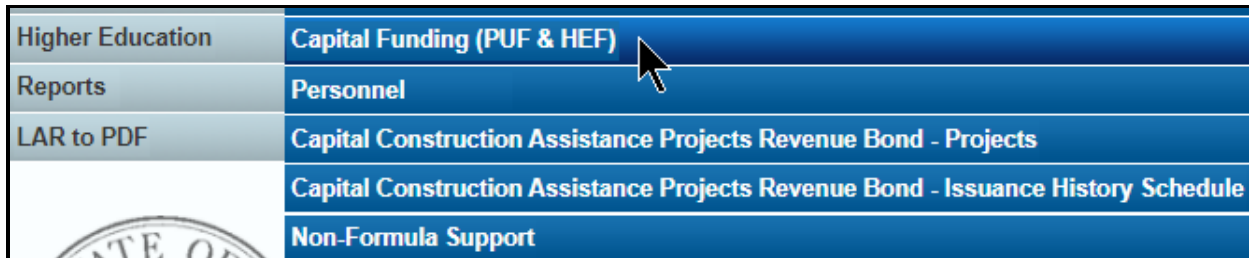 Higher Education
Capital Funding (PUF & HEF)
Reports
Personnel
LAR to PDF
Capital Construction Assistance Projects Revenue Bond - Projects
Capital Construction Assistance Projects Revenue Bond - Issuance History Schedule
Non-Formula Support